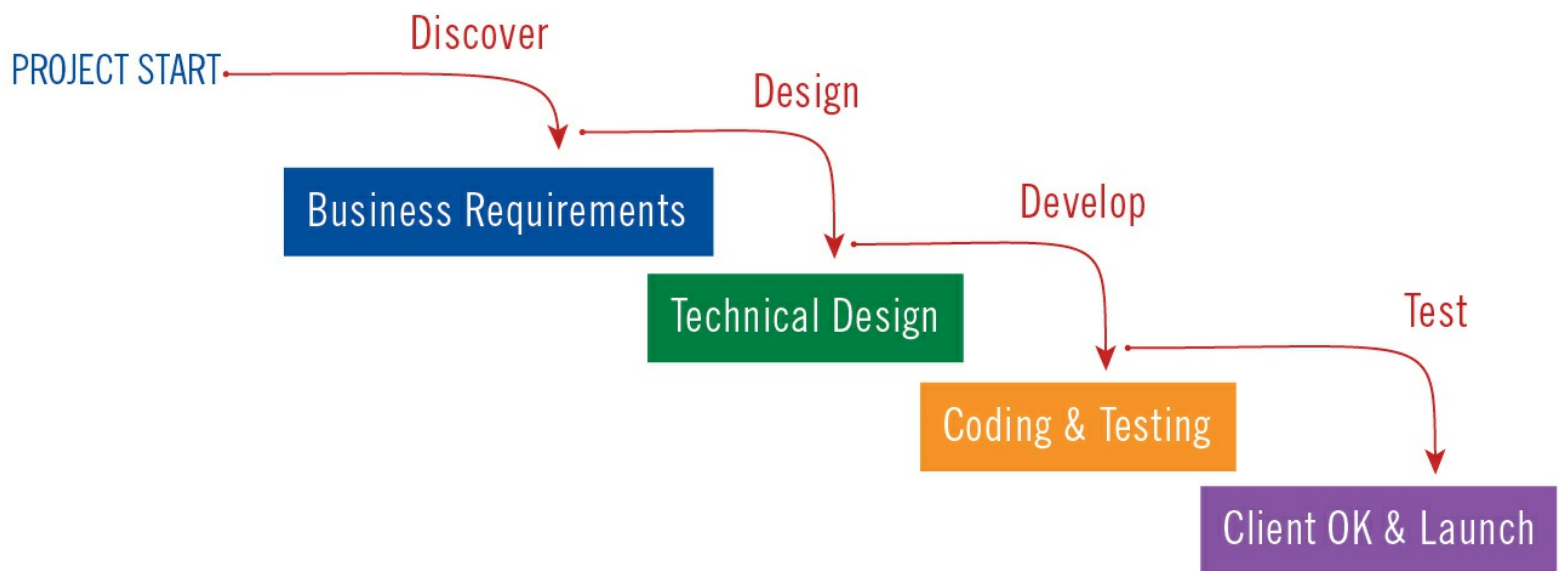 Discover
PROJECT START
Design
Business Requirements
Develop
Technical Design
Test
Coding & Testing
Client OK & Launch